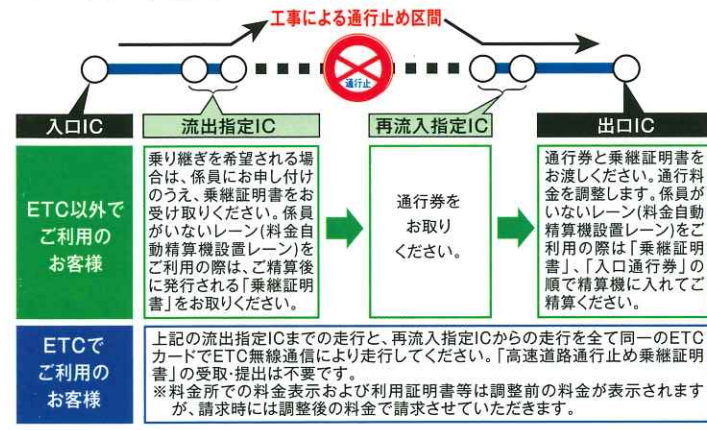 工事による通行止め区間
通行止
入口IC
流出指定IC
再流入指定IC
出口IC
ETC以外で
ご利用の
お客様
乗り継ぎを希望される場
合は、係員にお申し付け
のうえ、乗継証明書をお
受け取りください。係員
がいないレーン(料金自動
精算機設置レーン)を
ご利用の際は、ご精算後
に発行される「乗継証明
書」をお取りください。
通行券を
お取り
ください。
通行券と乗継証明書を
お渡しください。通行料
金を調整します。係員が
いないレーン(料金自動
精算機設置レーン)をご
利用の際は「乗継証明
書」、「入口通行券」の
順で精算機に入れてご
精算ください。
ETCで
ご利用の
お客様
上記の流出指定ICまでの走行と、再流入指定ICからの走行を全て同一のETC
カードでETC無線通信により走行してください。「高速道路通行止め乗継証明
書」の受取・提出は不要です。
※料金所での料金表示および利用証明書等は調整前の料金が表示されます
が、請求時には調整後の料金で請求させていただきます。